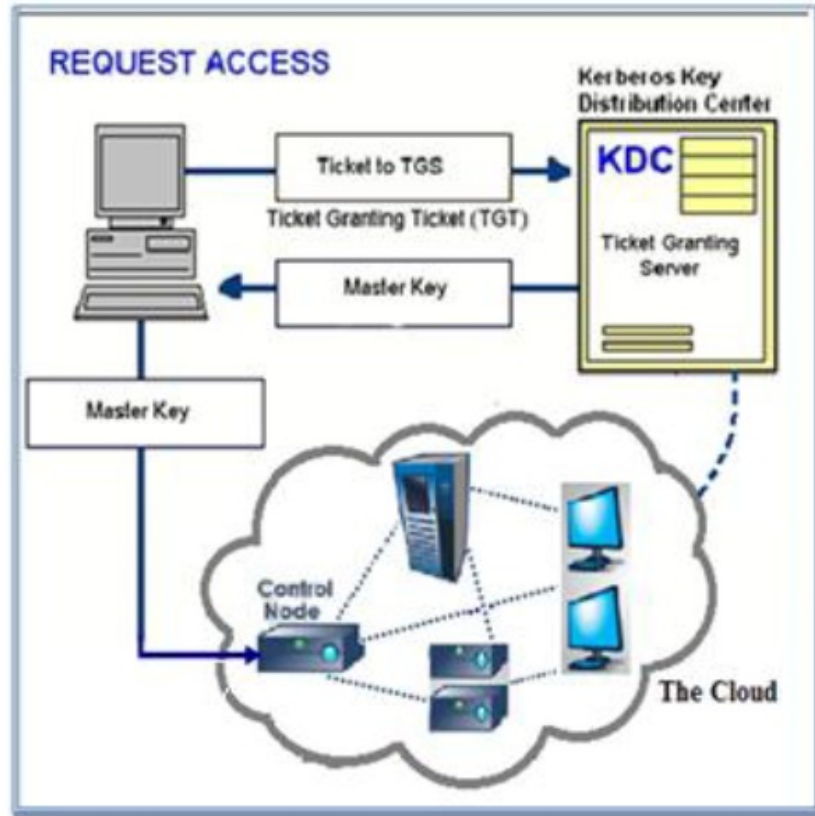 REQUEST ACCESS
Kerberos Key
Distribution Center
Ticket to TGS
KDC
Ticket Granting Ticket (TGT)
Ticket Granting
Server
Master Key
Master Key
Control
Node
The Cloud